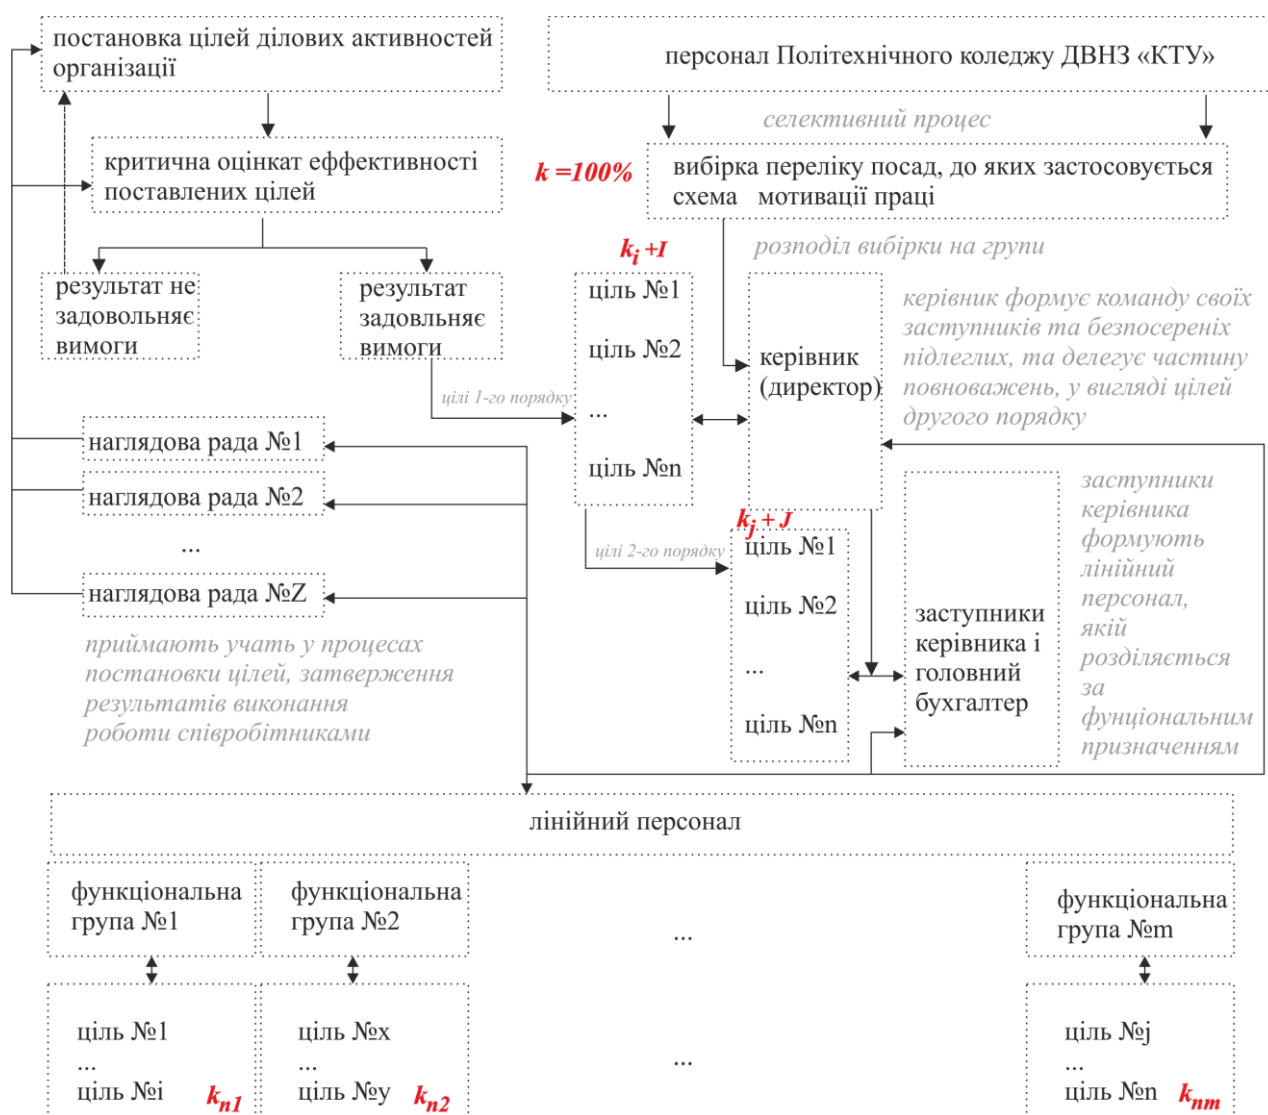 постановка цілей ділових активностей
організації
персонал Політехнічного коледжу ДВНЗ «КТУ»
селективний процес
критична оцінкат еффективності
поставлених цілей
k =100%
вибірка переліку посад, до яких застосовується
схема мотивації праці
розподіл вибірки на групи
результат не
задовольняє
вимоги
результат
задовльняє
вимоги
цілі 1-го порядку
k_i +I
ціль №1
ціль №2
...
ціль №n
керівник
(директор)
керівник формує команду своїх
заступників та безпосереніх
підлеглих, та делегує частину
повноважень, у вигляді цілей
другого порядку
наглядова рада №1
наглядова рада №2
...
наглядова рада №Z
приймають учать у процесах
постановки цілей, затверження
результатів виконання
роботи співробітниками
цілі 2-го порядку
k_j + J
ціль №1
ціль №2
...
ціль №n
заступники
керівника і
головний
бухгалтер
заступники
керівника
формують
лінійний
персонал,
якій
розділяється
за
фунціональним
призначенням
лінійний персонал
функціональна
група №1
функціональна
група №2
...
функціональна
група №m
ціль №1
...
ціль №i
k_n1
ціль №x
...
ціль №y
k_n2
...
ціль №j
...
ціль №n
k_nm